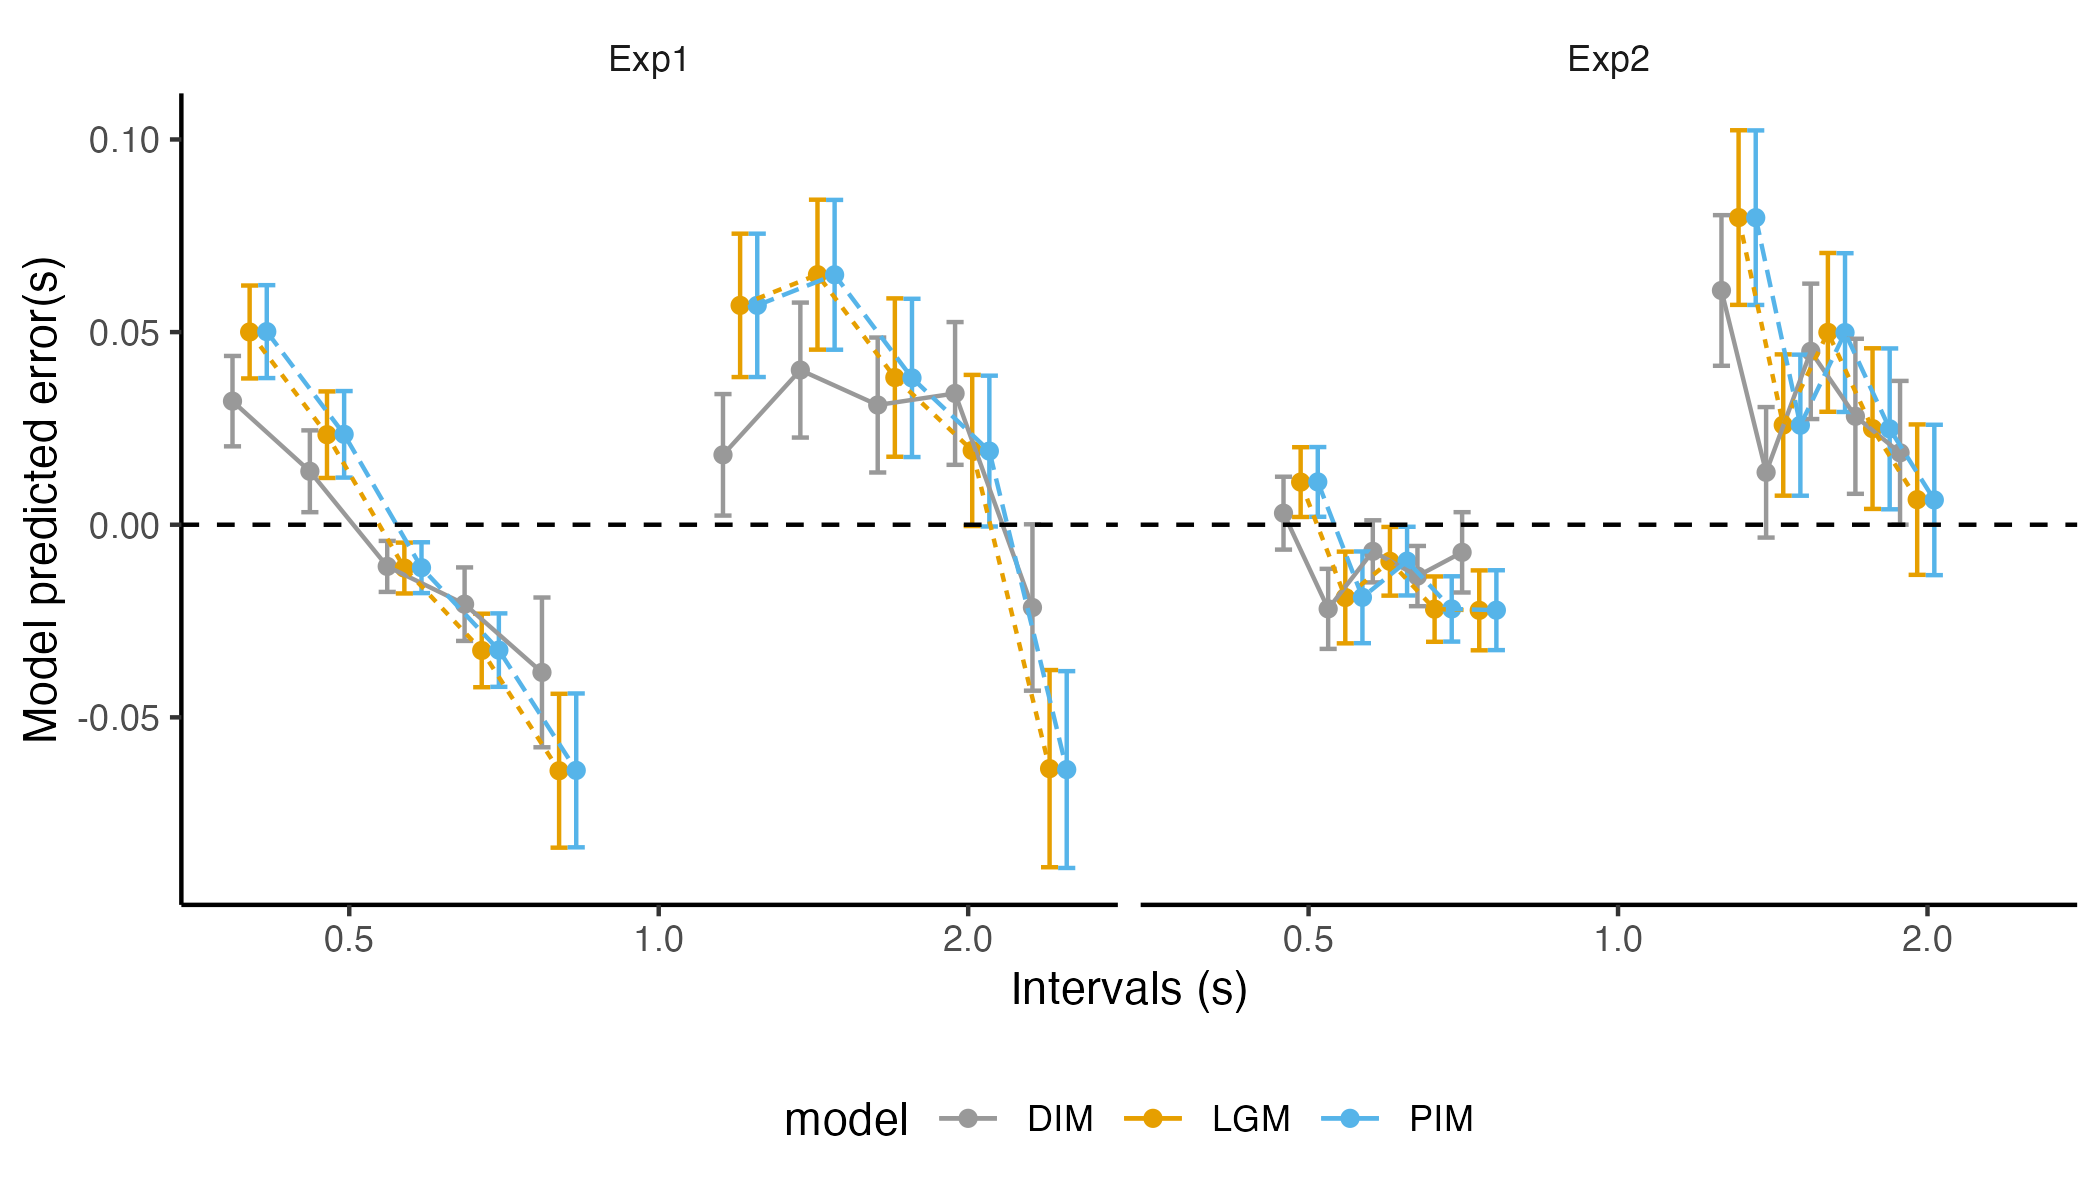 Exp1
Exp2
0.10
0.05
0.00
-0.05
Model predicted error(s)
0.5
1.0
2.0
0.5
1.0
2.0
Intervals (s)
model DIM LGM PIM